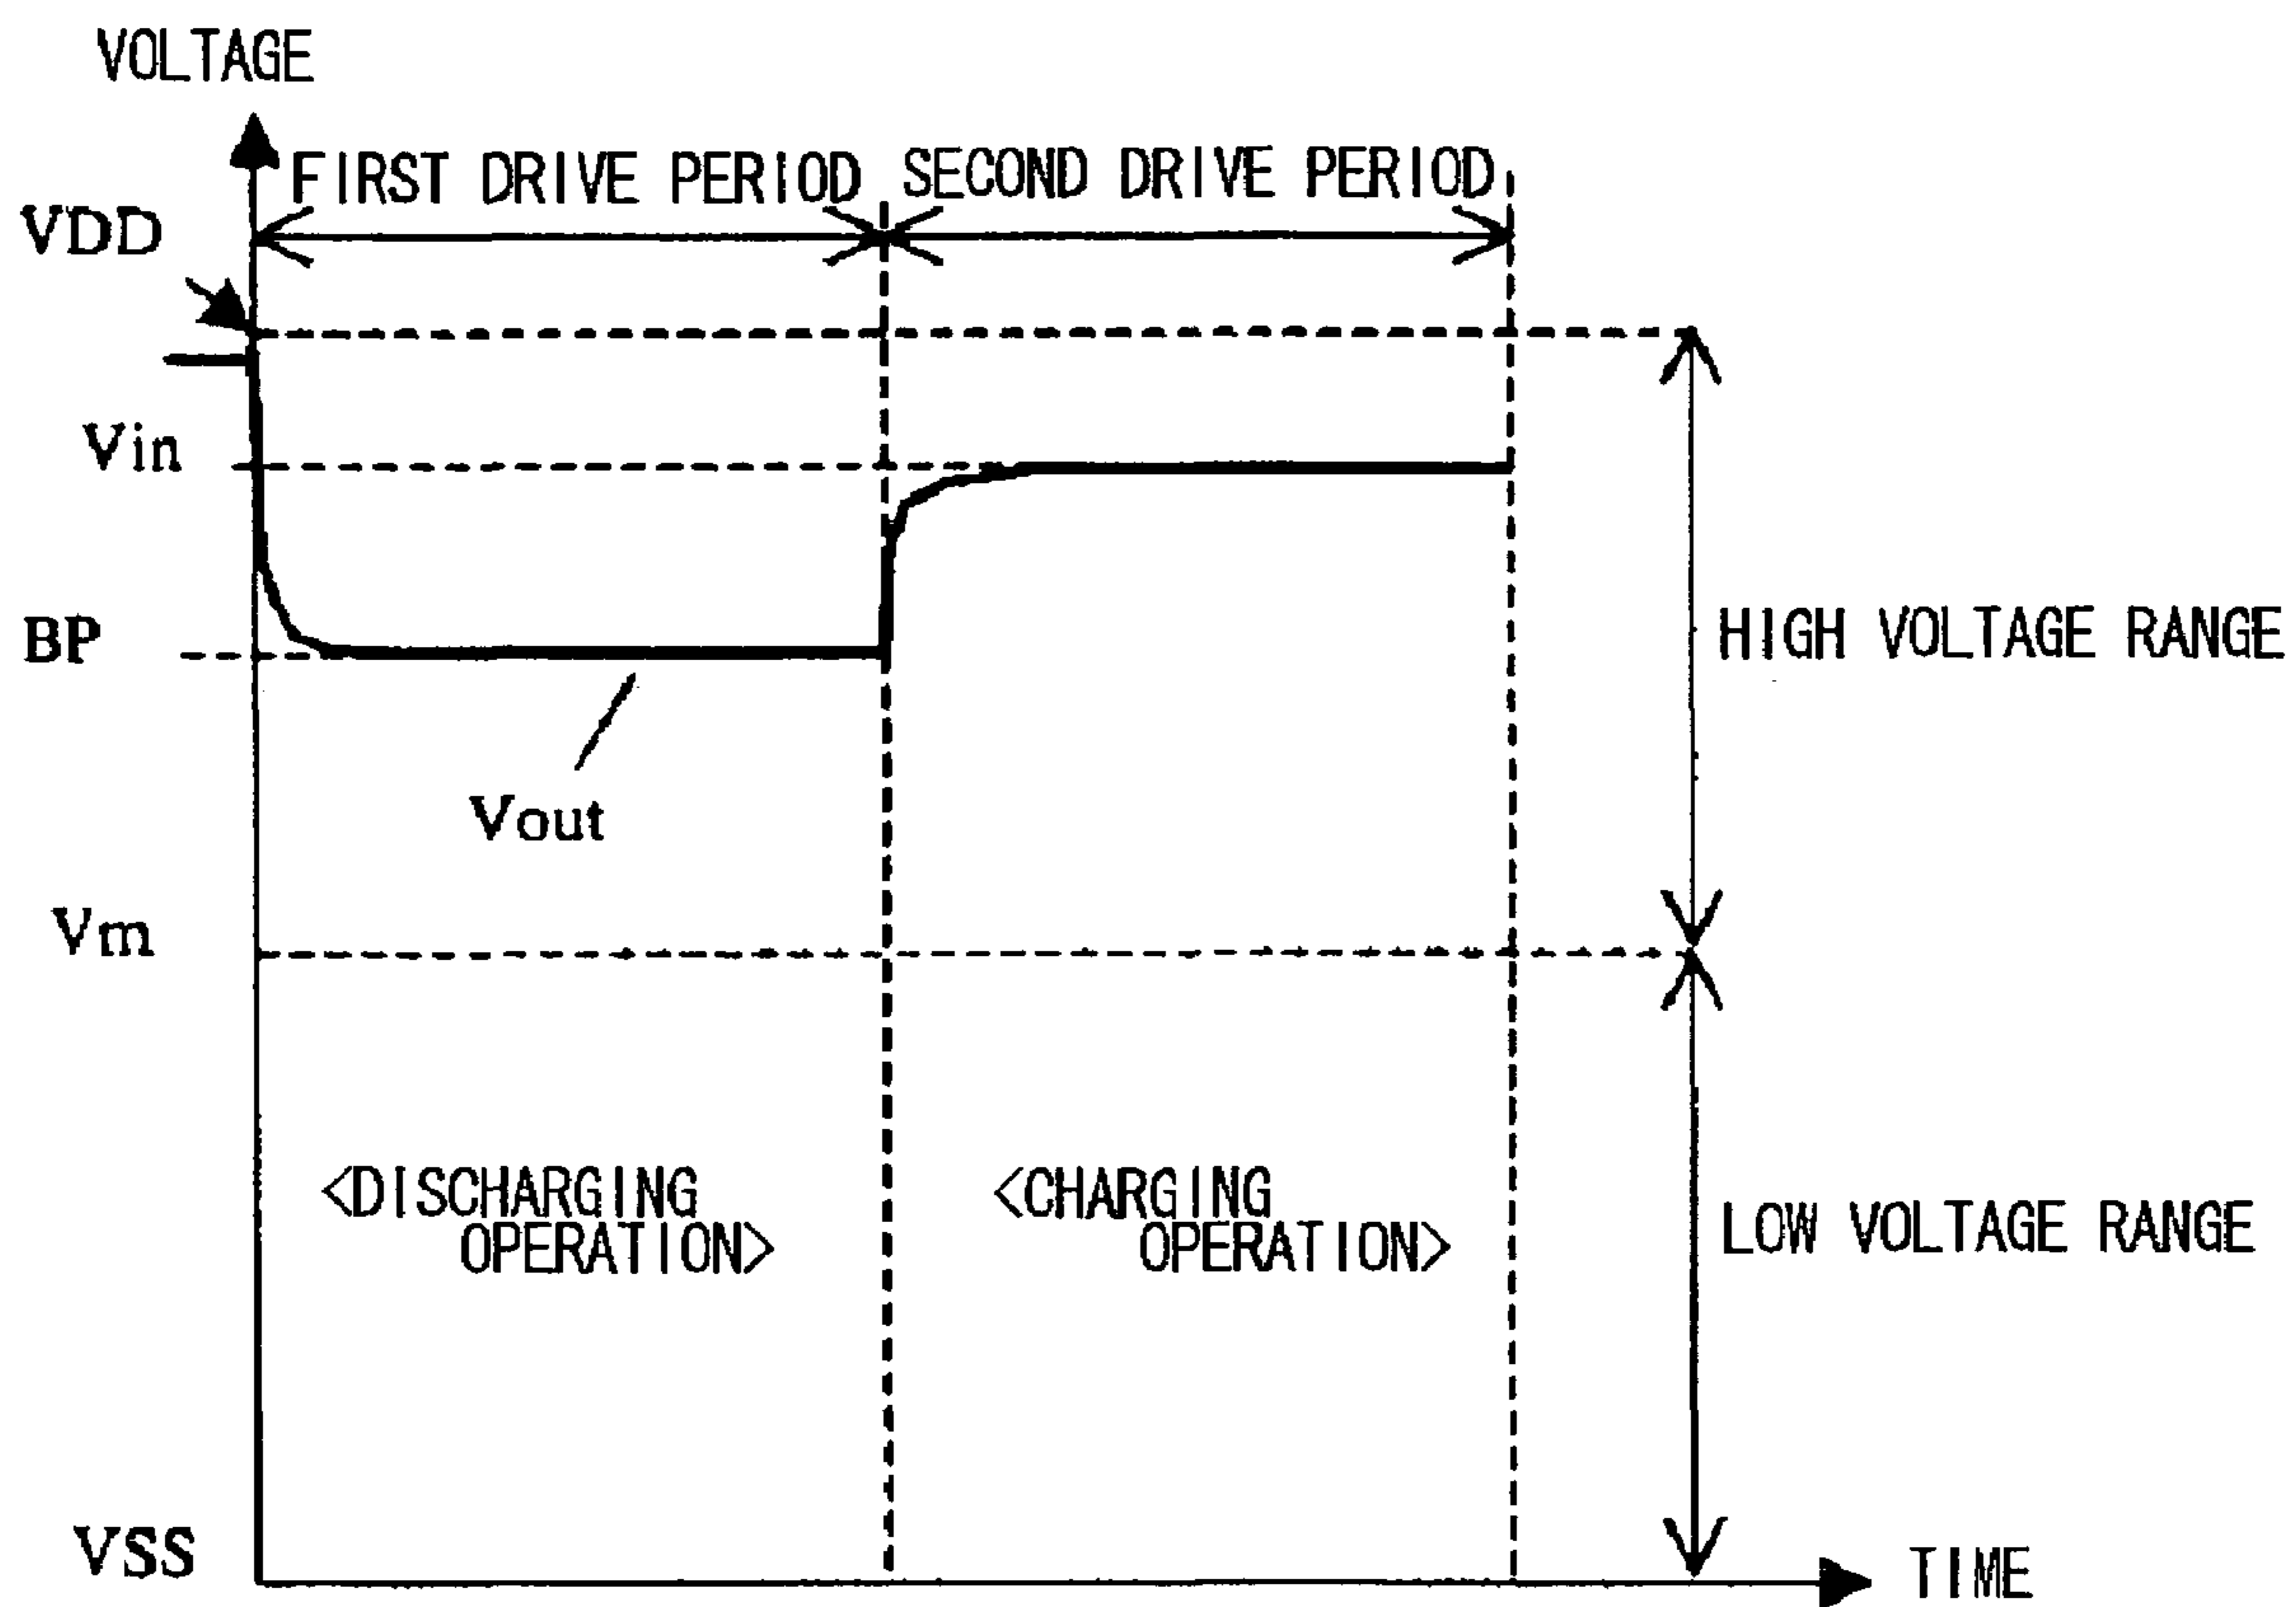 VOLTAGE
FIRST DRIVE PERIOD
SECOND DRIVE PERIOD
VDD
Vin
BP
HIGH VOLTAGE RANGE
Vout
Vm
<DISCHARGING
OPERATION>
<CHARGING
OPERATION>
LOW VOLTAGE RANGE
VSS
TIME